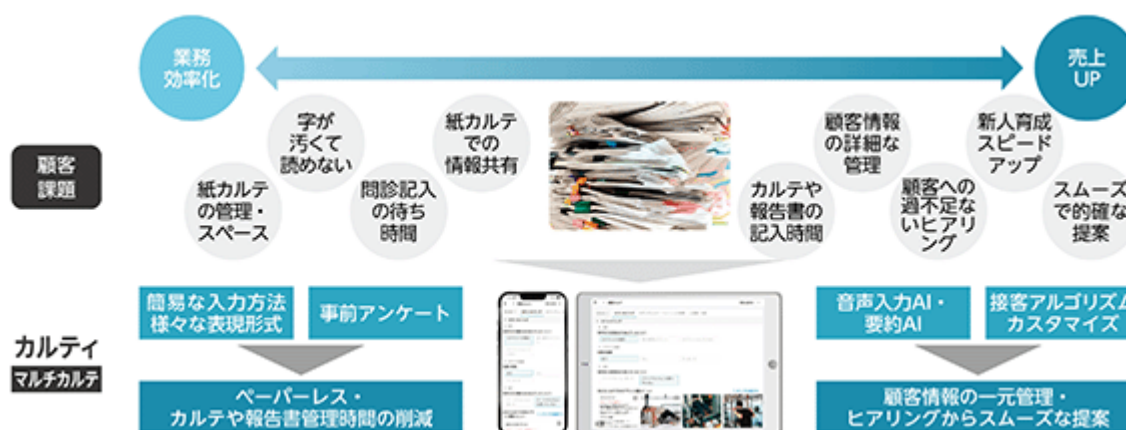 業務
効率化
売上
UP
顧客
課題
紙カルテ
の管理・
スペース
字が
汚くて
読めない
問診記入
の待ち
時間
紙カルテ
での
情報共有
カルテや
報告書の
記入時間
顧客情報
の詳細な
管理
顧客への
過不足な
いヒアリ
ング
新人育成
スピード
アップ
スムーズ
で的確な
提案
カルティ
マルチカルテ
簡易な入力方法
様々な表現形式
事前アンケート
音声入力AI・
要約AI
接客アルゴリズム
カスタマイズ
ペーパーレス・
カルテや報告書管理時間の削減
顧客情報の一元管理・
ヒアリングからスムーズな提案